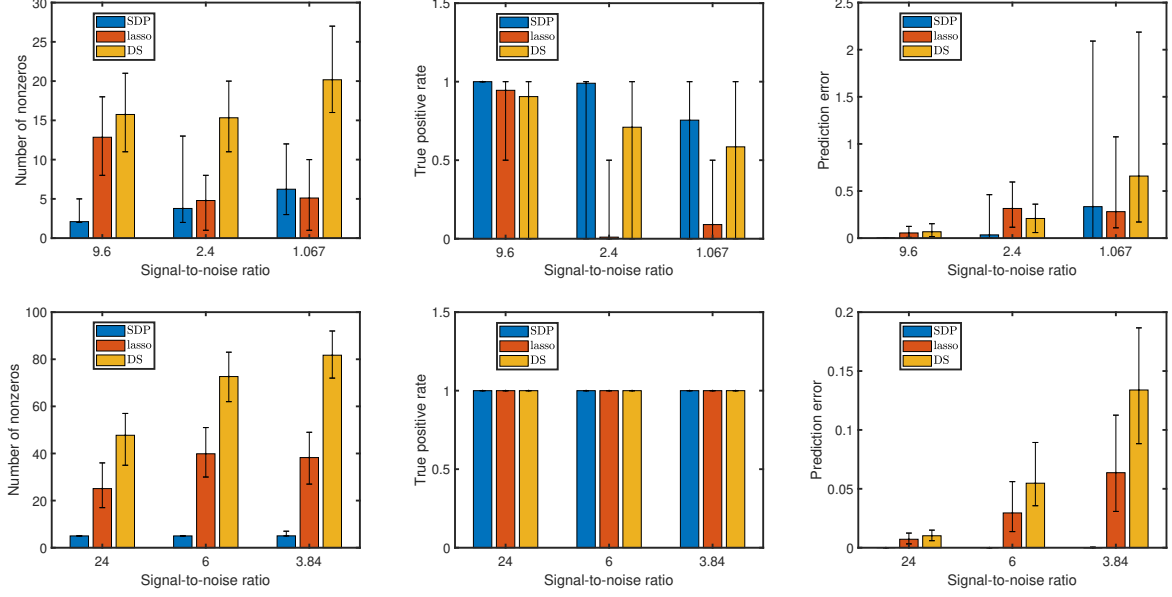 30
25
20
15
10
5
0
Number of nonzeros
SDP
lasso
DS
9.6 2.4 1.067
Signal-to-noise ratio
1.5
1
0.5
0
True positive rate
SDP
lasso
DS
9.6 2.4 1.067
Signal-to-noise ratio
2.5
2
1.5
1
0.5
0
Prediction error
SDP
lasso
DS
9.6 2.4 1.067
Signal-to-noise ratio
100
80
60
40
20
0
Number of nonzeros
SDP
lasso
DS
24 6 3.84
Signal-to-noise ratio
1.5
1
0.5
0
True positive rate
SDP
lasso
DS
24 6 3.84
Signal-to-noise ratio
0.2
0.15
0.1
0.05
0
Prediction error
SDP
lasso
DS
24 6 3.84
Signal-to-noise ratio